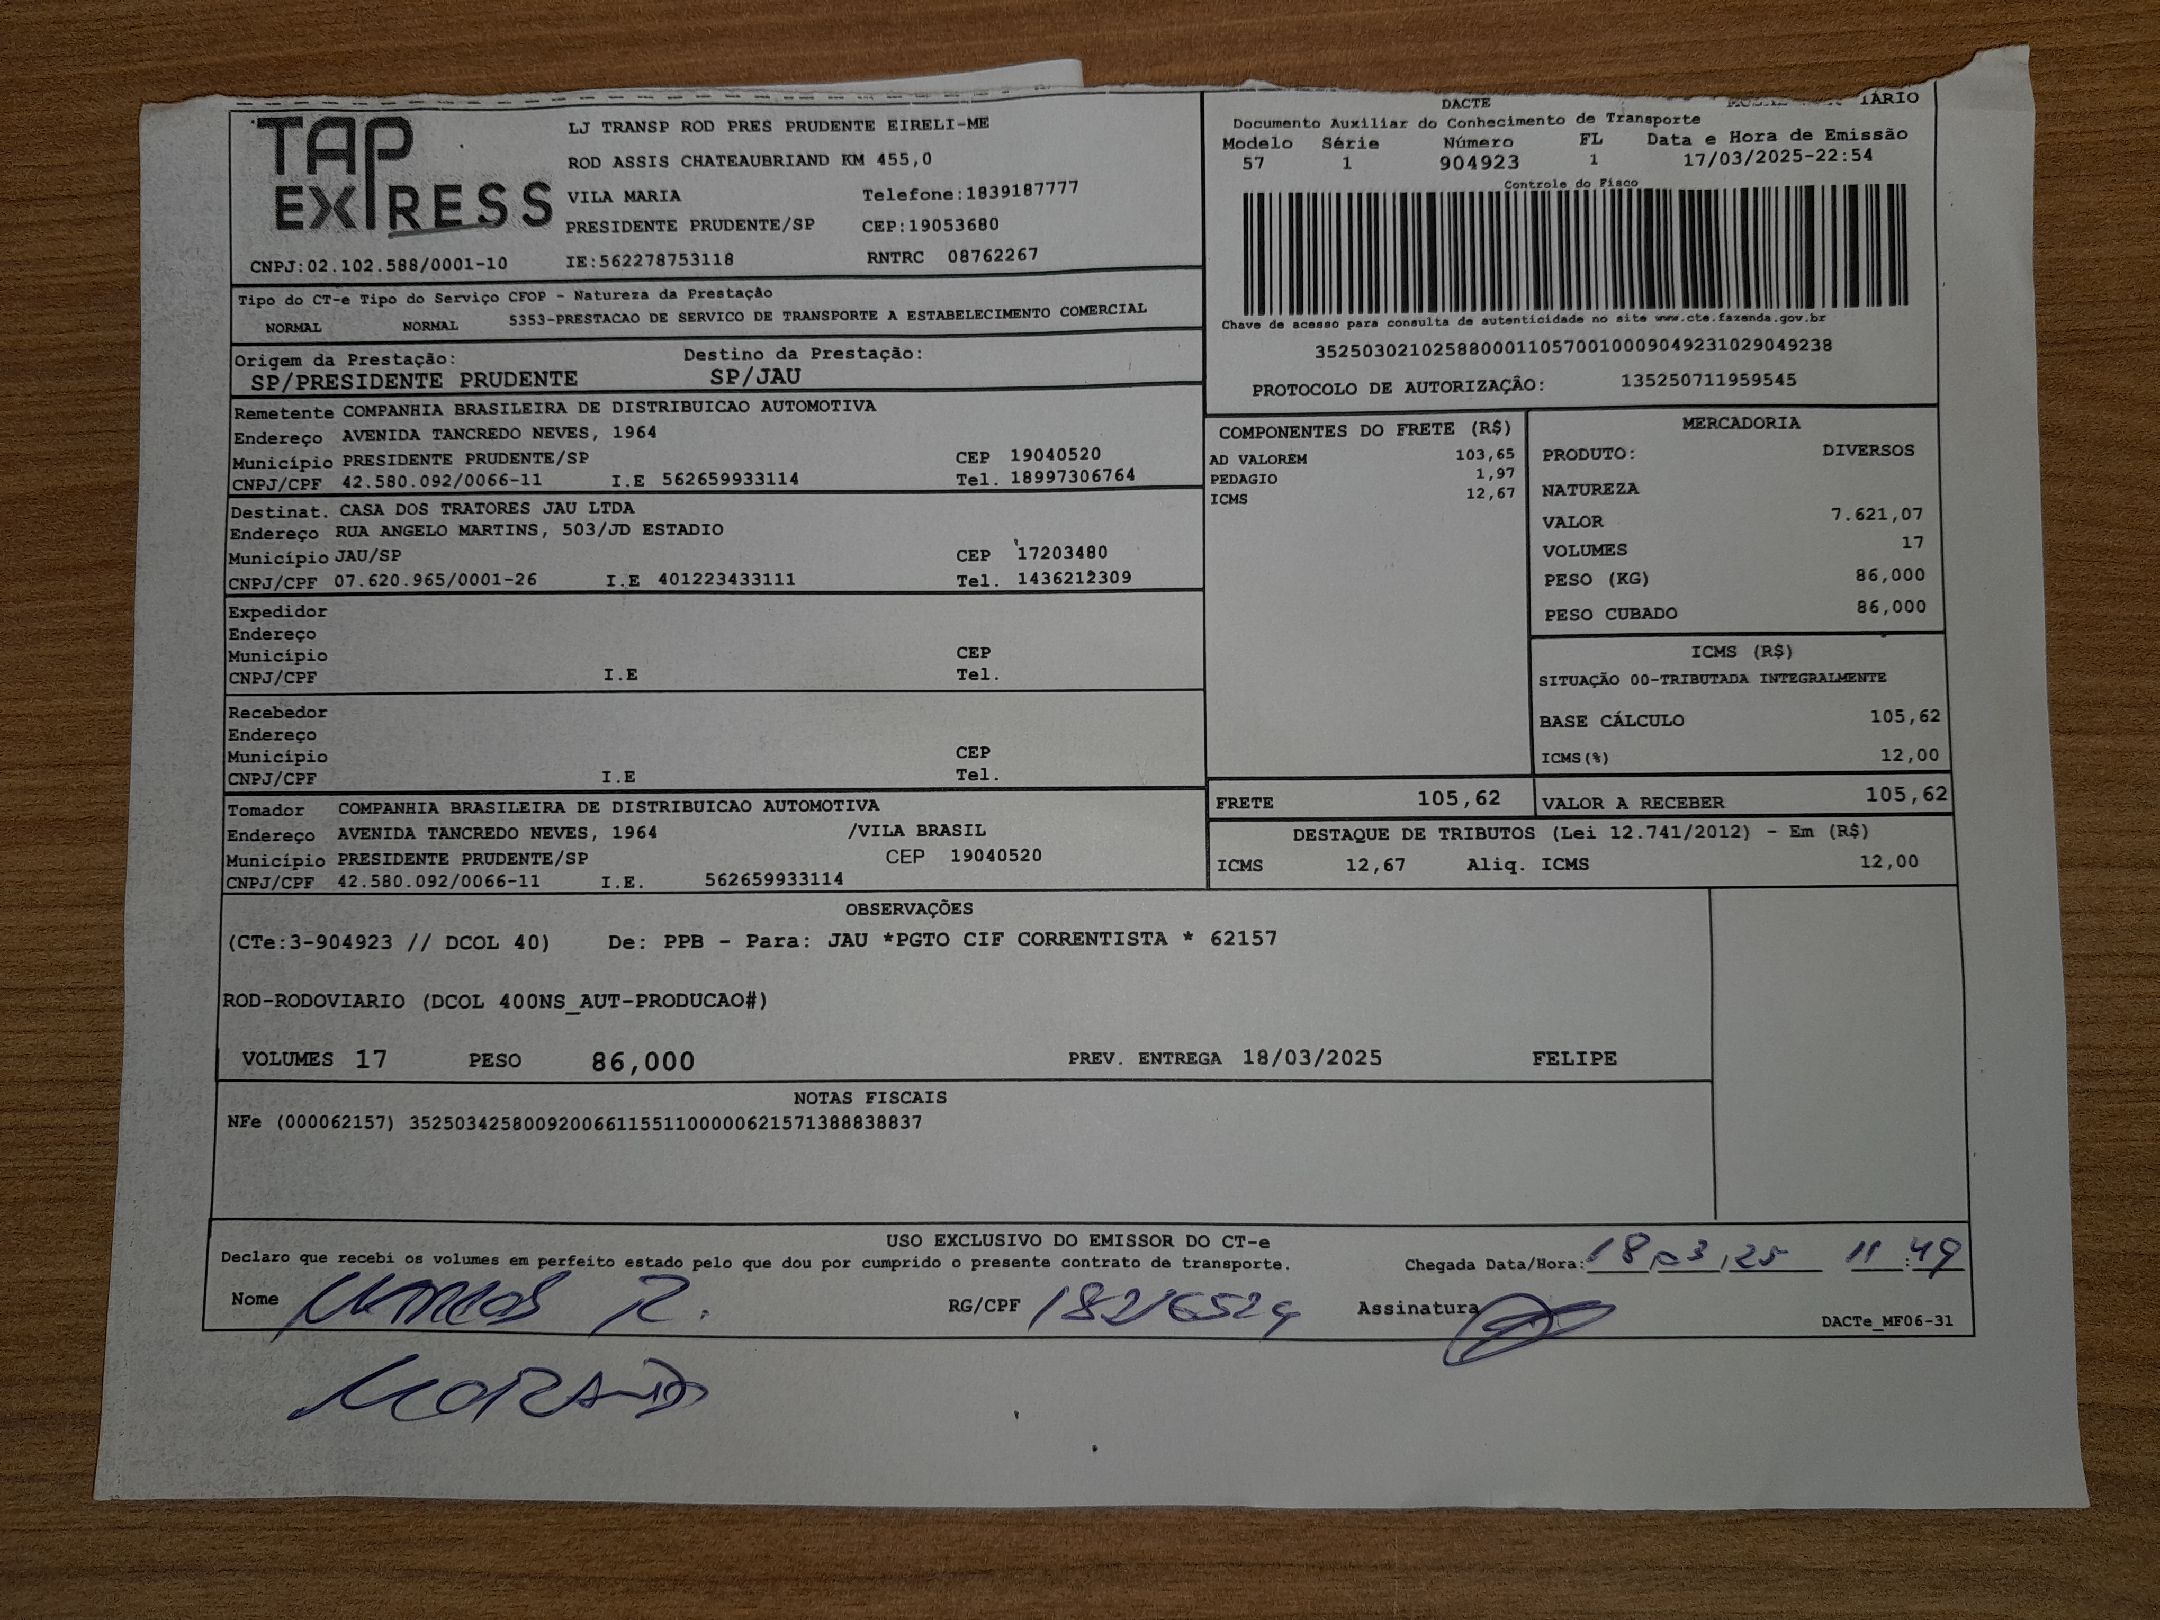 TAP EXPRESS
LJ TRANSP ROD PRES PRUDENTE EIRELI-ME
ROD ASSIS CHATEAUBRIAND KM 455,0
VILA MARIA Telefone:1839187777
PRESIDENTE PRUDENTE/SP CEP:19053680
CNPJ:02.102.588/0001-10 IE:562278753118 RNTRC 08762267
DACTE
Documento Auxiliar do Conhecimento de Transporte
Modelo Série Número FL Data e Hora de Emissão
57 1 904923 1 17/03/2025-22:54
Controle do Fisco
Chave de acesso para consulta de autenticidade no site www.cte.fazenda.gov.br
35250302102588000110570010009049231029049238
PROTOCOLO DE AUTORIZAÇÃO: 135250711959545
Tipo do CT-e Tipo do Serviço CFOP - Natureza da Prestação
NORMAL NORMAL 5353-PRESTACAO DE SERVICO DE TRANSPORTE A ESTABELECIMENTO COMERCIAL
Origem da Prestação: Destino da Prestação:
SP/PRESIDENTE PRUDENTE SP/JAU
Remetente COMPANHIA BRASILEIRA DE DISTRIBUICAO AUTOMOTIVA
Endereço AVENIDA TANCREDO NEVES, 1964
Município PRESIDENTE PRUDENTE/SP CEP 19040520
CNPJ/CPF 42.580.092/0066-11 I.E 562659933114 Tel. 18997306764
Destinat. CASA DOS TRATORES JAU LTDA
Endereço RUA ANGELO MARTINS, 503/JD ESTADIO
Município JAU/SP CEP 17203480
CNPJ/CPF 07.620.965/0001-26 I.E 401223433111 Tel. 1436212309
Expedidor
Endereço
Município CEP
CNPJ/CPF I.E Tel.
Recebedor
Endereço
Município CEP
CNPJ/CPF I.E Tel.
Tomador COMPANHIA BRASILEIRA DE DISTRIBUICAO AUTOMOTIVA
Endereço AVENIDA TANCREDO NEVES, 1964 /VILA BRASIL
Município PRESIDENTE PRUDENTE/SP CEP 19040520
CNPJ/CPF 42.580.092/0066-11 I.E. 562659933114
COMPONENTES DO FRETE (R$)
AD VALOREM 103,65
PEDAGIO 1,97
ICMS 12,67
MERCADORIA
PRODUTO: DIVERSOS
NATUREZA
VALOR 7.621,07
VOLUMES 17
PESO (KG) 86,000
PESO CUBADO 86,000
ICMS (R$)
SITUAÇÃO 00-TRIBUTADA INTEGRALMENTE
BASE CÁLCULO 105,62
ICMS(%) 12,00
FRETE 105,62 VALOR A RECEBER 105,62
DESTAQUE DE TRIBUTOS (Lei 12.741/2012) - Em (R$)
ICMS 12,67 Aliq. ICMS 12,00
OBSERVAÇÕES
(CTe:3-904923 // DCOL 40) De: PPB - Para: JAU *PGTO CIF CORRENTISTA * 62157
ROD-RODOVIARIO (DCOL 400NS_AUT-PRODUCAO#)
VOLUMES 17 PESO 86,000 PREV. ENTREGA 18/03/2025 FELIPE
NOTAS FISCAIS
NFe (000062157) 35250342580092006611551100000621571388838837
USO EXCLUSIVO DO EMISSOR DO CT-e
Declaro que recebi os volumes em perfeito estado pelo que dou por cumprido o presente contrato de transporte. Chegada Data/Hora: 18/03/25 11:49
Nome Marcos R. RG/CPF 18216524 Assinatura
DACTe_MF06-31